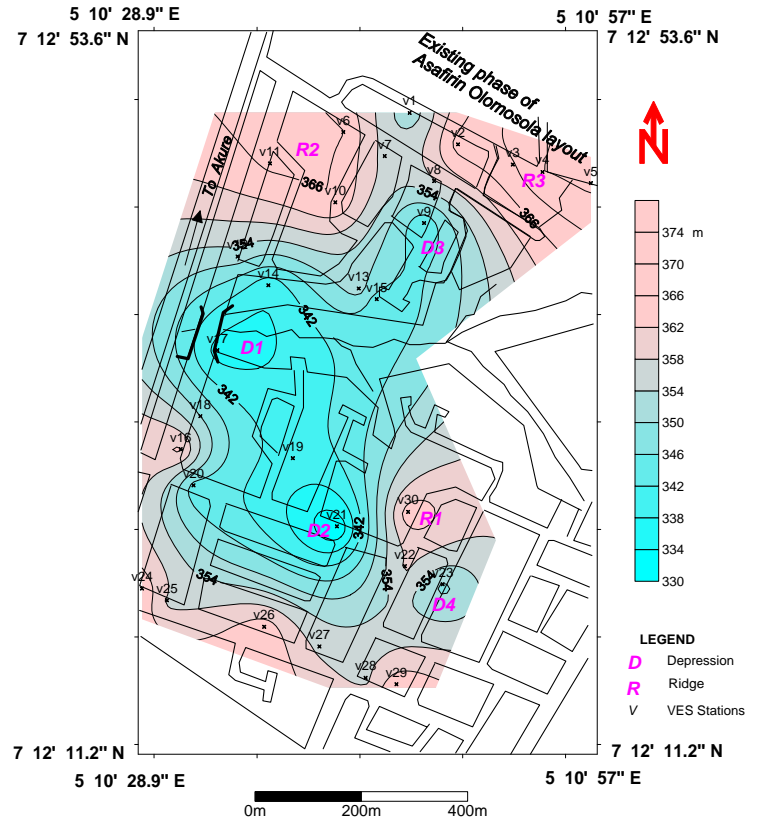 5 10' 28.9" E
5 10' 57" E
7 12' 53.6" N
7 12' 53.6" N
Existing phase of
Asafirin Olomosola layout
To Akure
N
v1
v2
v3
v4
v5
v6
v7
v8
v9
v10
v11
v13
v14
v15
v16
v17
v18
v19
v20
v21
v22
v23
v24
v25
v26
v27
v28
v29
v30
R2
R3
D3
D1
D2
R1
D4
366
354
366
354
342
342
342
354
354
354
374 m
370
366
362
358
354
350
346
342
338
334
330
LEGEND
D Depression
R Ridge
V VES Stations
7 12' 11.2" N
7 12' 11.2" N
5 10' 28.9" E
5 10' 57" E
0m 200m 400m